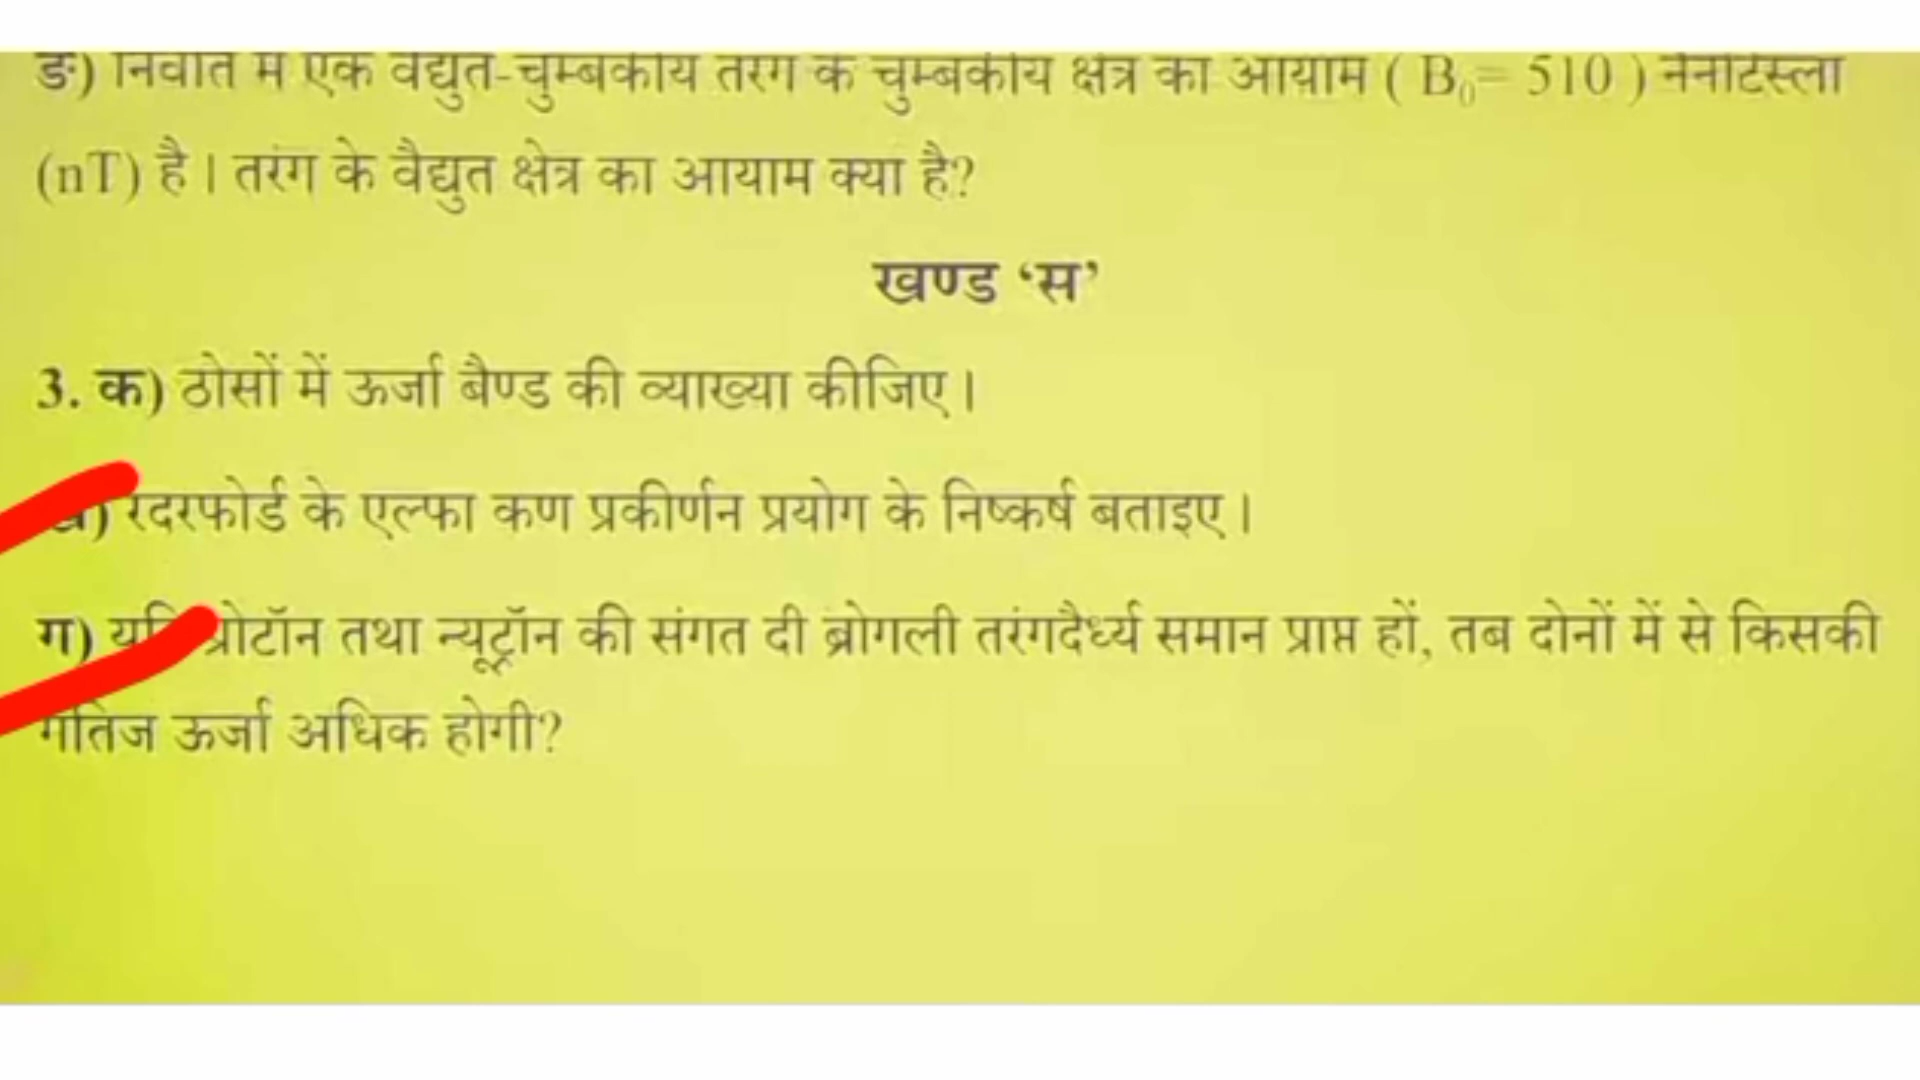 ङ) निर्वात में एक वैद्युत-चुम्बकीय तरंग के चुम्बकीय क्षेत्र का आयाम ( B₀= 510 ) नैनोटेस्ला
(nT) है। तरंग के वैद्युत क्षेत्र का आयाम क्या है?
खण्ड ‘स’
3. क) ठोसों में ऊर्जा बैण्ड की व्याख्या कीजिए।
ख) रदरफोर्ड के एल्फा कण प्रकीर्णन प्रयोग के निष्कर्ष बताइए।
ग) यदि प्रोटॉन तथा न्यूट्रॉन की संगत दी ब्रोगली तरंगदैर्ध्य समान प्राप्त हों, तब दोनों में से किसकी
गतिज ऊर्जा अधिक होगी?